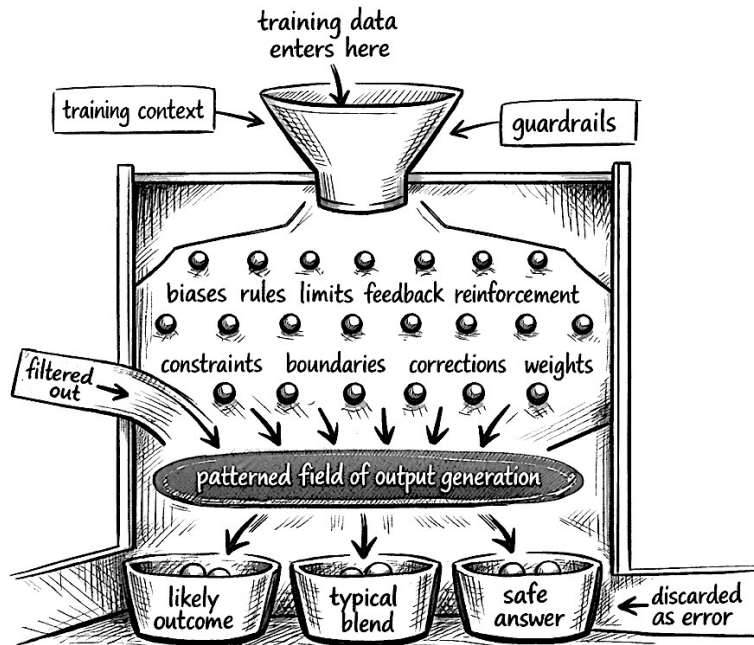 training data
enters here
training context
guardrails
biases rules limits feedback reinforcement
constraints boundaries corrections weights
filtered
out
patterned field of output generation
likely
outcome
typical
blend
safe
answer
discarded
as error